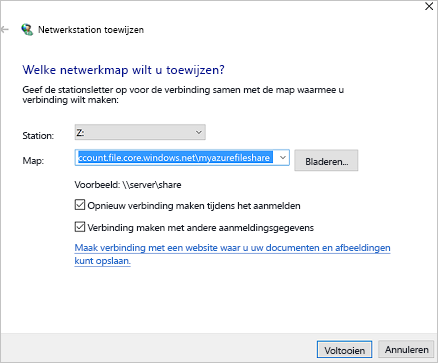 Netwerkstation toewijzen
Welke netwerkmap wilt u toewijzen?
Geef de stationsletter op voor de verbinding samen met de map waarmee u
verbinding wilt maken:
Station: Z:
Map: ccount.file.core.windows.net\myazurefileshare Bladeren...
Voorbeeld: \\server\share
Opnieuw verbinding maken tijdens het aanmelden
Verbinding maken met andere aanmeldingsgegevens
Maak verbinding met een website waar u uw documenten en afbeeldingen
kunt opslaan.
Voltooien Annuleren